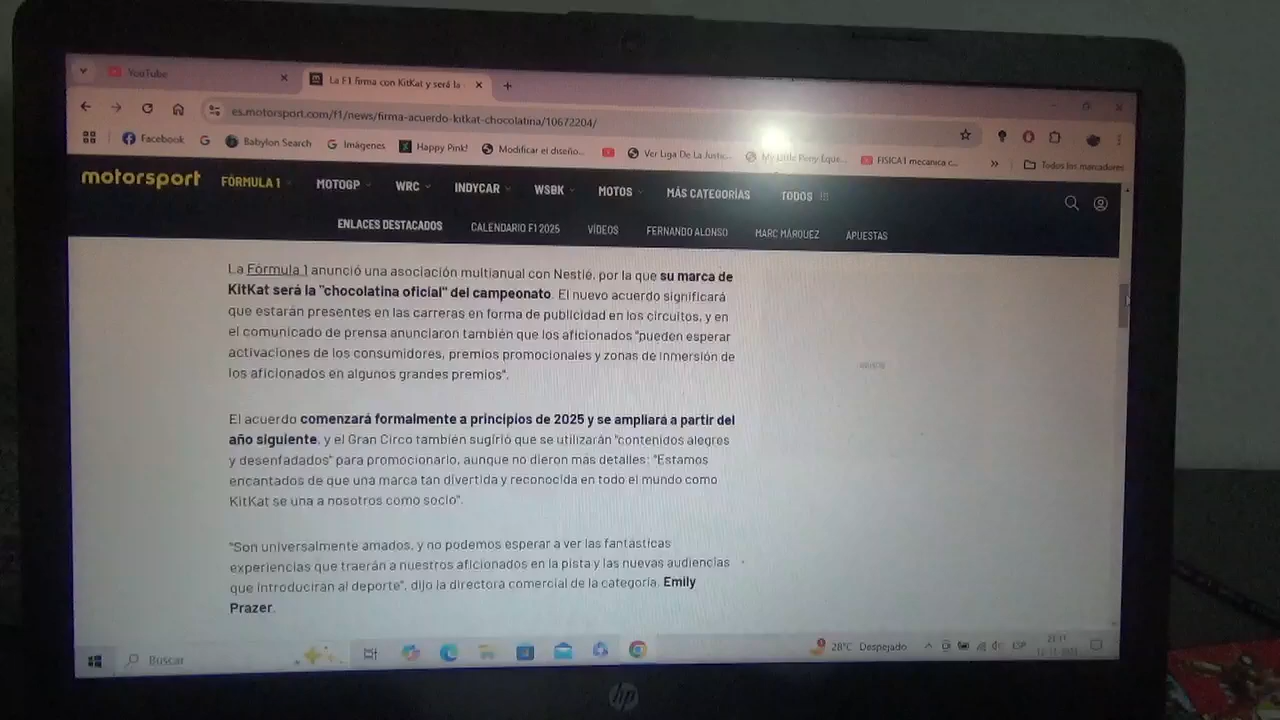 YouTube
La F1 firma con KitKat y será la
es.motorsport.com/f1/news/firma-acuerdo-kitkat-chocolatina/10672204/
Facebook Babylon Search Imágenes Happy Pink! Modificar el diseño... Ver Liga De La Justic... My Little Pony Eque... FISICA1 mecanica c... » Todos los marcadores
motorsport FÓRMULA 1 MOTOGP WRC INDYCAR WSBK MOTOS MÁS CATEGORÍAS TODOS
ENLACES DESTACADOS CALENDARIO F1 2025 VÍDEOS FERNANDO ALONSO MARC MÁRQUEZ APUESTAS
La Fórmula 1 anunció una asociación multianual con Nestlé, por la que su marca de
KitKat será la "chocolatina oficial" del campeonato. El nuevo acuerdo significará
que estarán presentes en las carreras en forma de publicidad en los circuitos, y en
el comunicado de prensa anunciaron también que los aficionados "pueden esperar
activaciones de los consumidores, premios promocionales y zonas de inmersión de
los aficionados en algunos grandes premios".
El acuerdo comenzará formalmente a principios de 2025 y se ampliará a partir del
año siguiente, y el Gran Circo también sugirió que se utilizarán "contenidos alegres
y desenfadados" para promocionarlo, aunque no dieron más detalles: "Estamos
encantados de que una marca tan divertida y reconocida en todo el mundo como
KitKat se una a nosotros como socio".
"Son universalmente amados, y no podemos esperar a ver las fantásticas
experiencias que traerán a nuestros aficionados en la pista y las nuevas audiencias
que introducirán al deporte", dijo la directora comercial de la categoría, Emily
Prazer.
Buscar
28°C Despejado ESP
hp